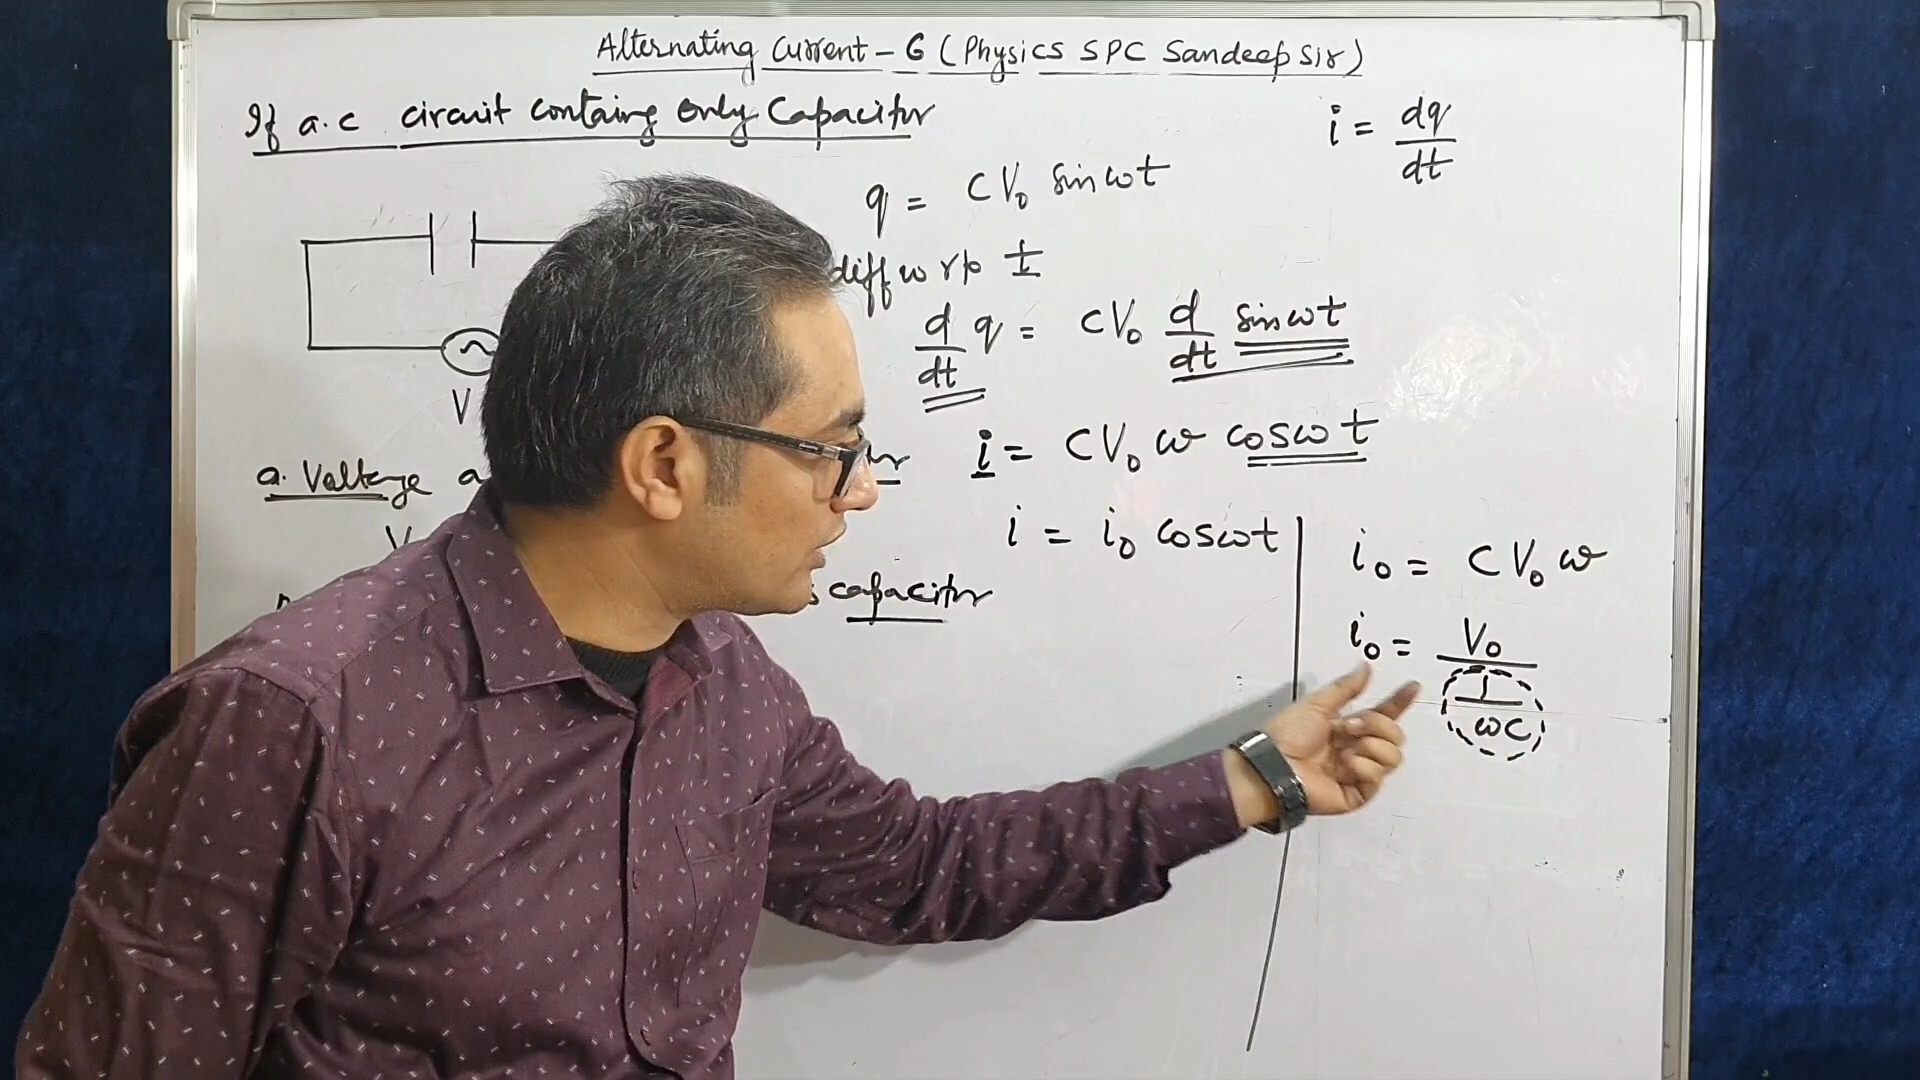 Alternating Current - 6 (Physics SPC Sandeep Sir)
If a.c circuit containg only Capacitor
i = dq/dt
q = CV₀ sinωt
diff w r to t
d/dt q = CV₀ d/dt sinωt
V
i = CV₀ ω cosωt
a. Voltage
i = i₀ cosωt
i₀ = CV₀ω
V
capacitor
i₀ = V₀/(1/ωC)